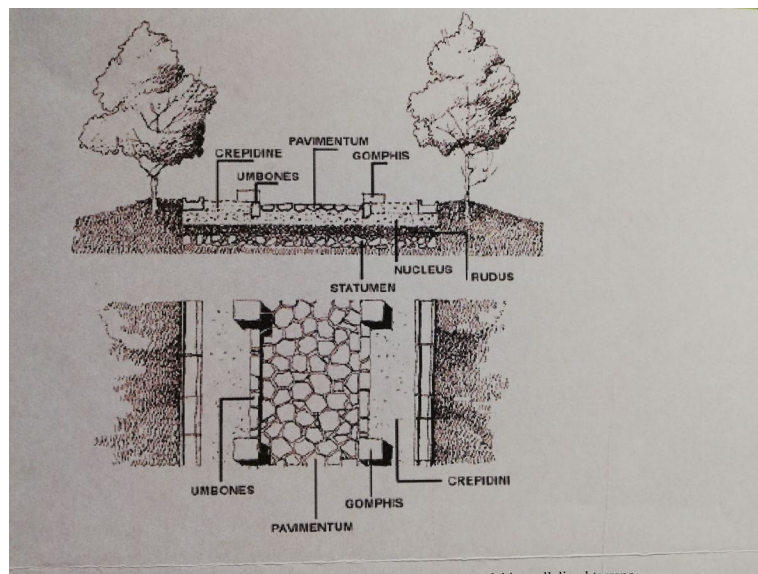 PAVIMENTUM
CREPIDINE
GOMPHIS
UMBONES
NUCLEUS
RUDUS
STATUMEN
UMBONES
CREPIDINI
GOMPHIS
PAVIMENTUM